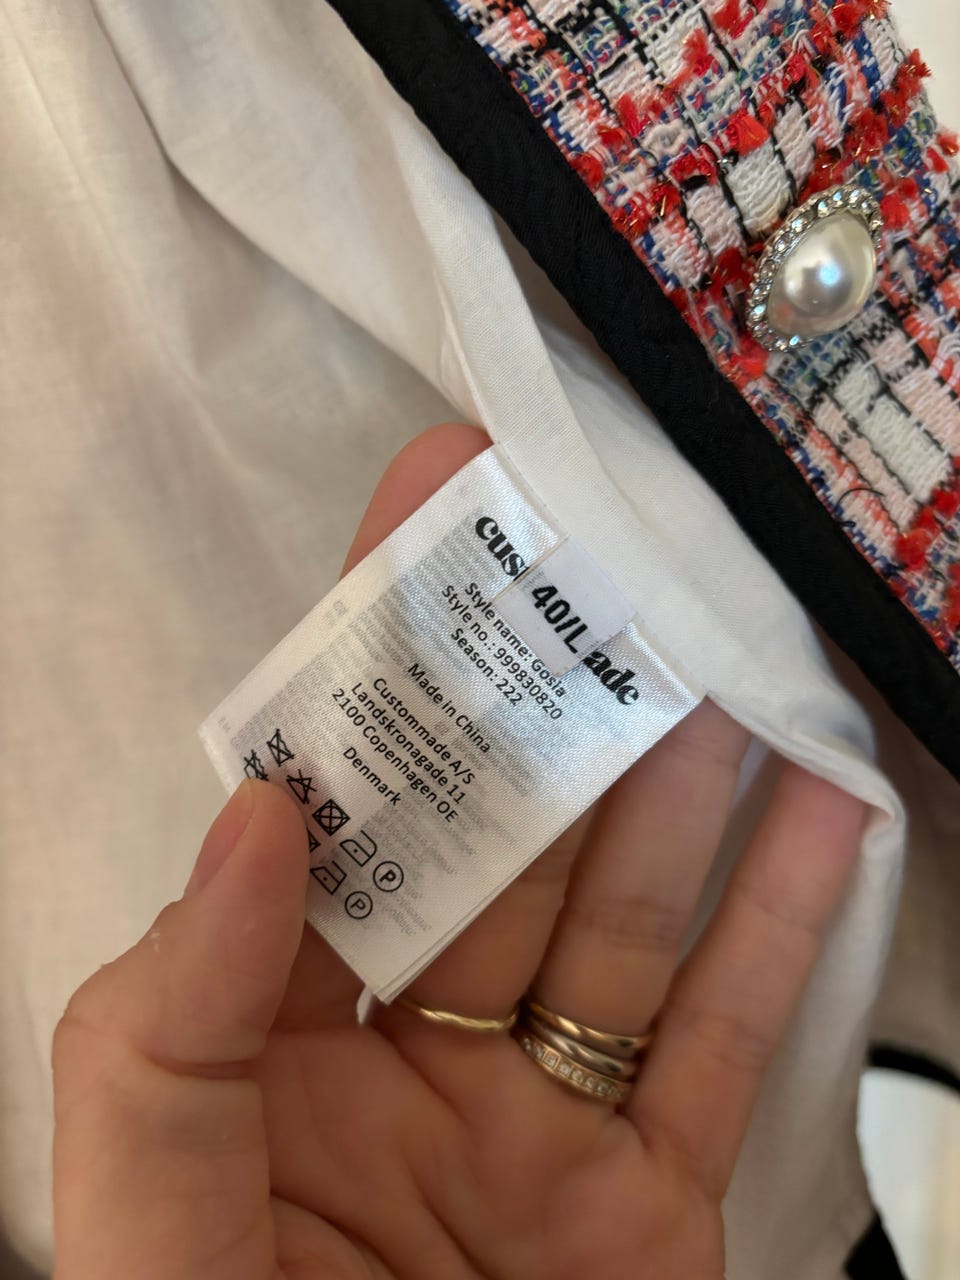 cus ade
40/L
Style name: Gosia
Style no.: 999830820
Season: 222
Made in China
Custommade A/S
Landskronagade 11
2100 Copenhagen OE
Denmark
P
P